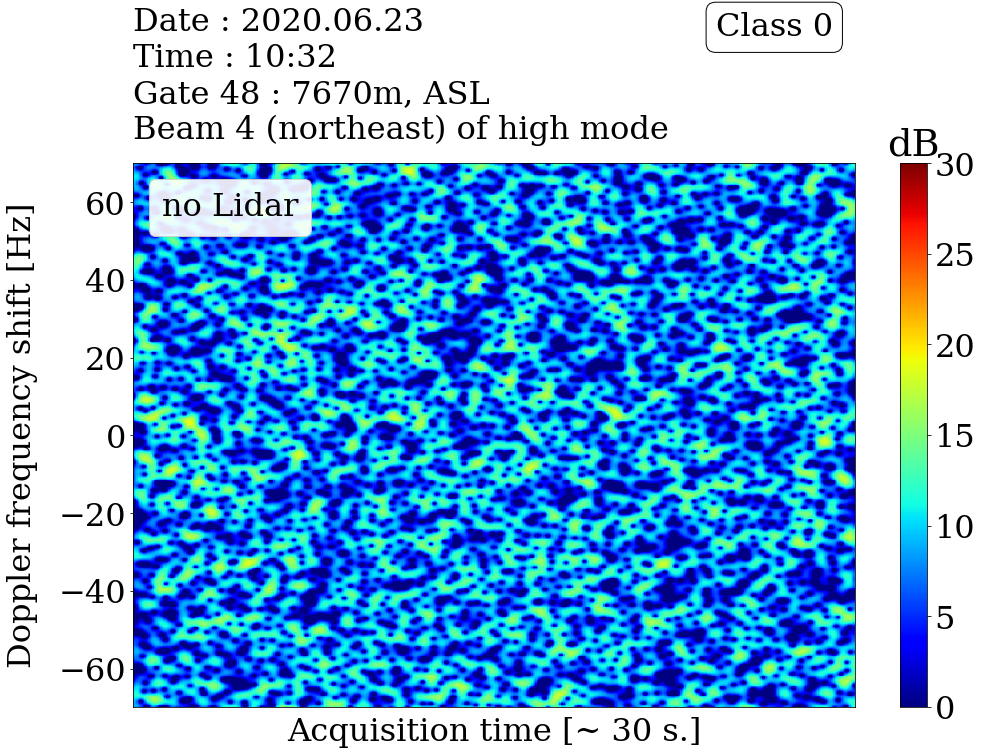 Date : 2020.06.23
Time : 10:32
Gate 48 : 7670m, ASL
Beam 4 (northeast) of high mode
Class 0
dB
no Lidar
Doppler frequency shift [Hz]
60
40
20
0
−20
−40
−60
30
25
20
15
10
5
0
Acquisition time [~ 30 s.]